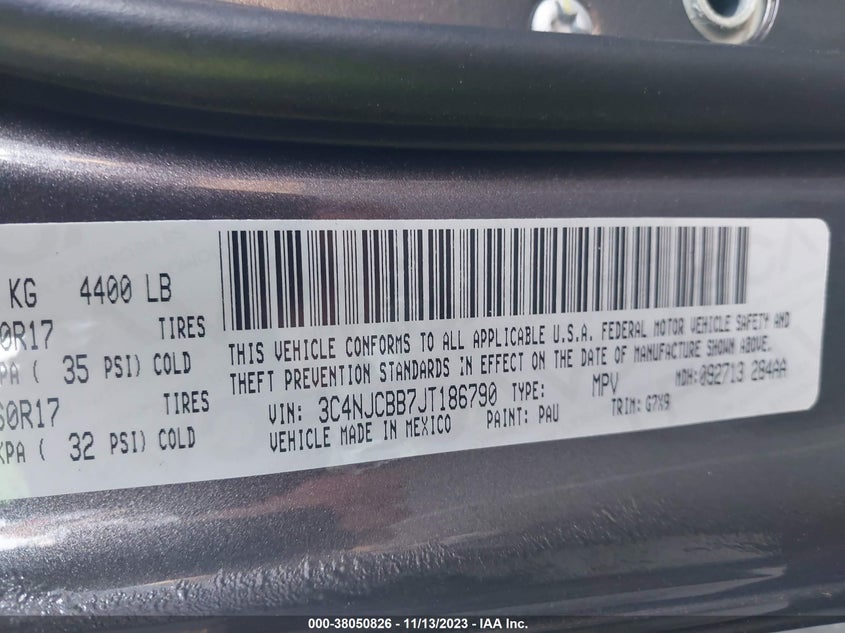 KG 4400 LB
0R17 TIRES
PA ( 35 PSI) COLD
60R17
KPA ( 32 PSI) COLD
THIS VEHICLE CONFORMS TO ALL APPLICABLE U.S.A. FEDERAL MOTOR VEHICLE SAFETY AND
THEFT PREVENTION STANDARDS IN EFFECT ON THE DATE OF MANUFACTURE SHOWN ABOVE.
VIN: 3C4NJCBB7JT186790 TYPE: MPV MDH: 092713 284AA
VEHICLE MADE IN MEXICO PAINT: PAU TRIM: G7X9
000-38050826 - 11/13/2023 - IAA Inc.